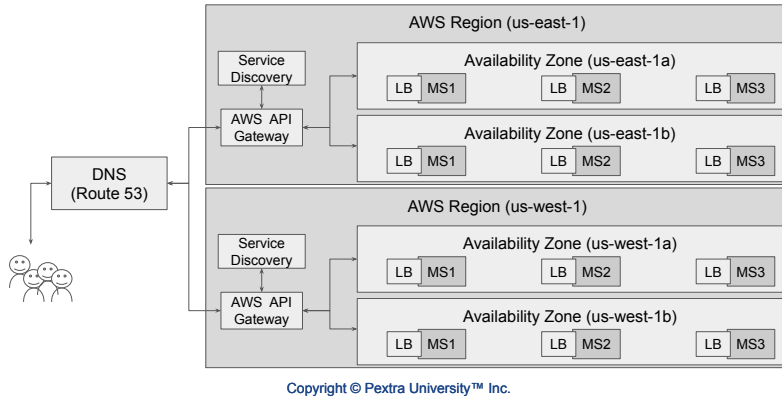 AWS Region (us-east-1)
Service
Discovery
AWS API
Gateway
Availability Zone (us-east-1a)
LB MS1 LB MS2 LB MS3
Availability Zone (us-east-1b)
LB MS1 LB MS2 LB MS3
DNS
(Route 53)
AWS Region (us-west-1)
Service
Discovery
AWS API
Gateway
Availability Zone (us-west-1a)
LB MS1 LB MS2 LB MS3
Availability Zone (us-west-1b)
LB MS1 LB MS2 LB MS3
Copyright © Pextra University™ Inc.